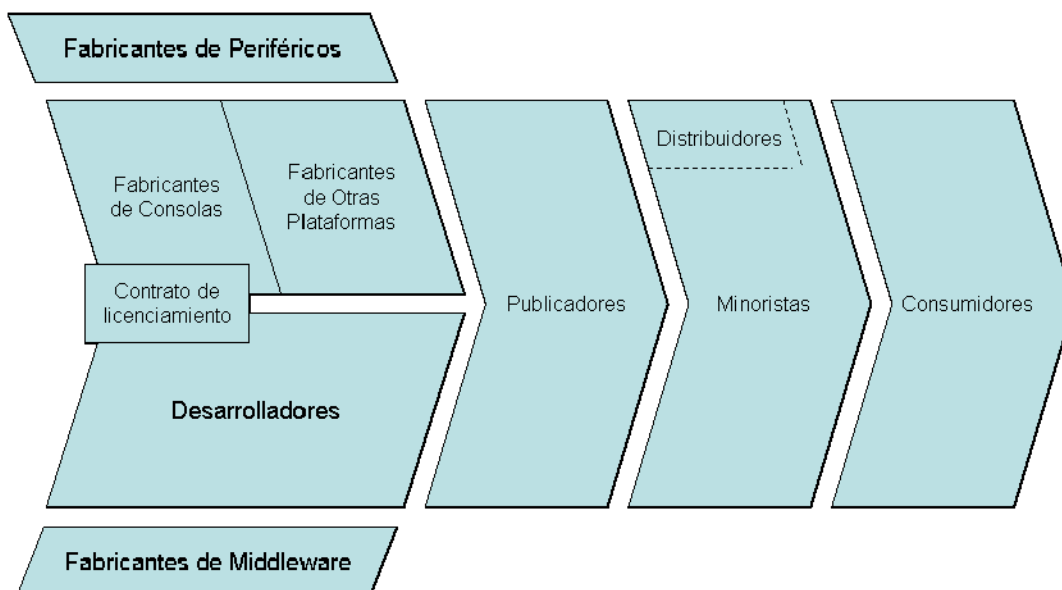 Fabricantes de Periféricos
Fabricantes
de Consolas
Fabricantes
de Otras
Plataformas
Contrato de
licenciamiento
Desarrolladores
Publicadores
Distribuidores
Minoristas
Consumidores
Fabricantes de Middleware